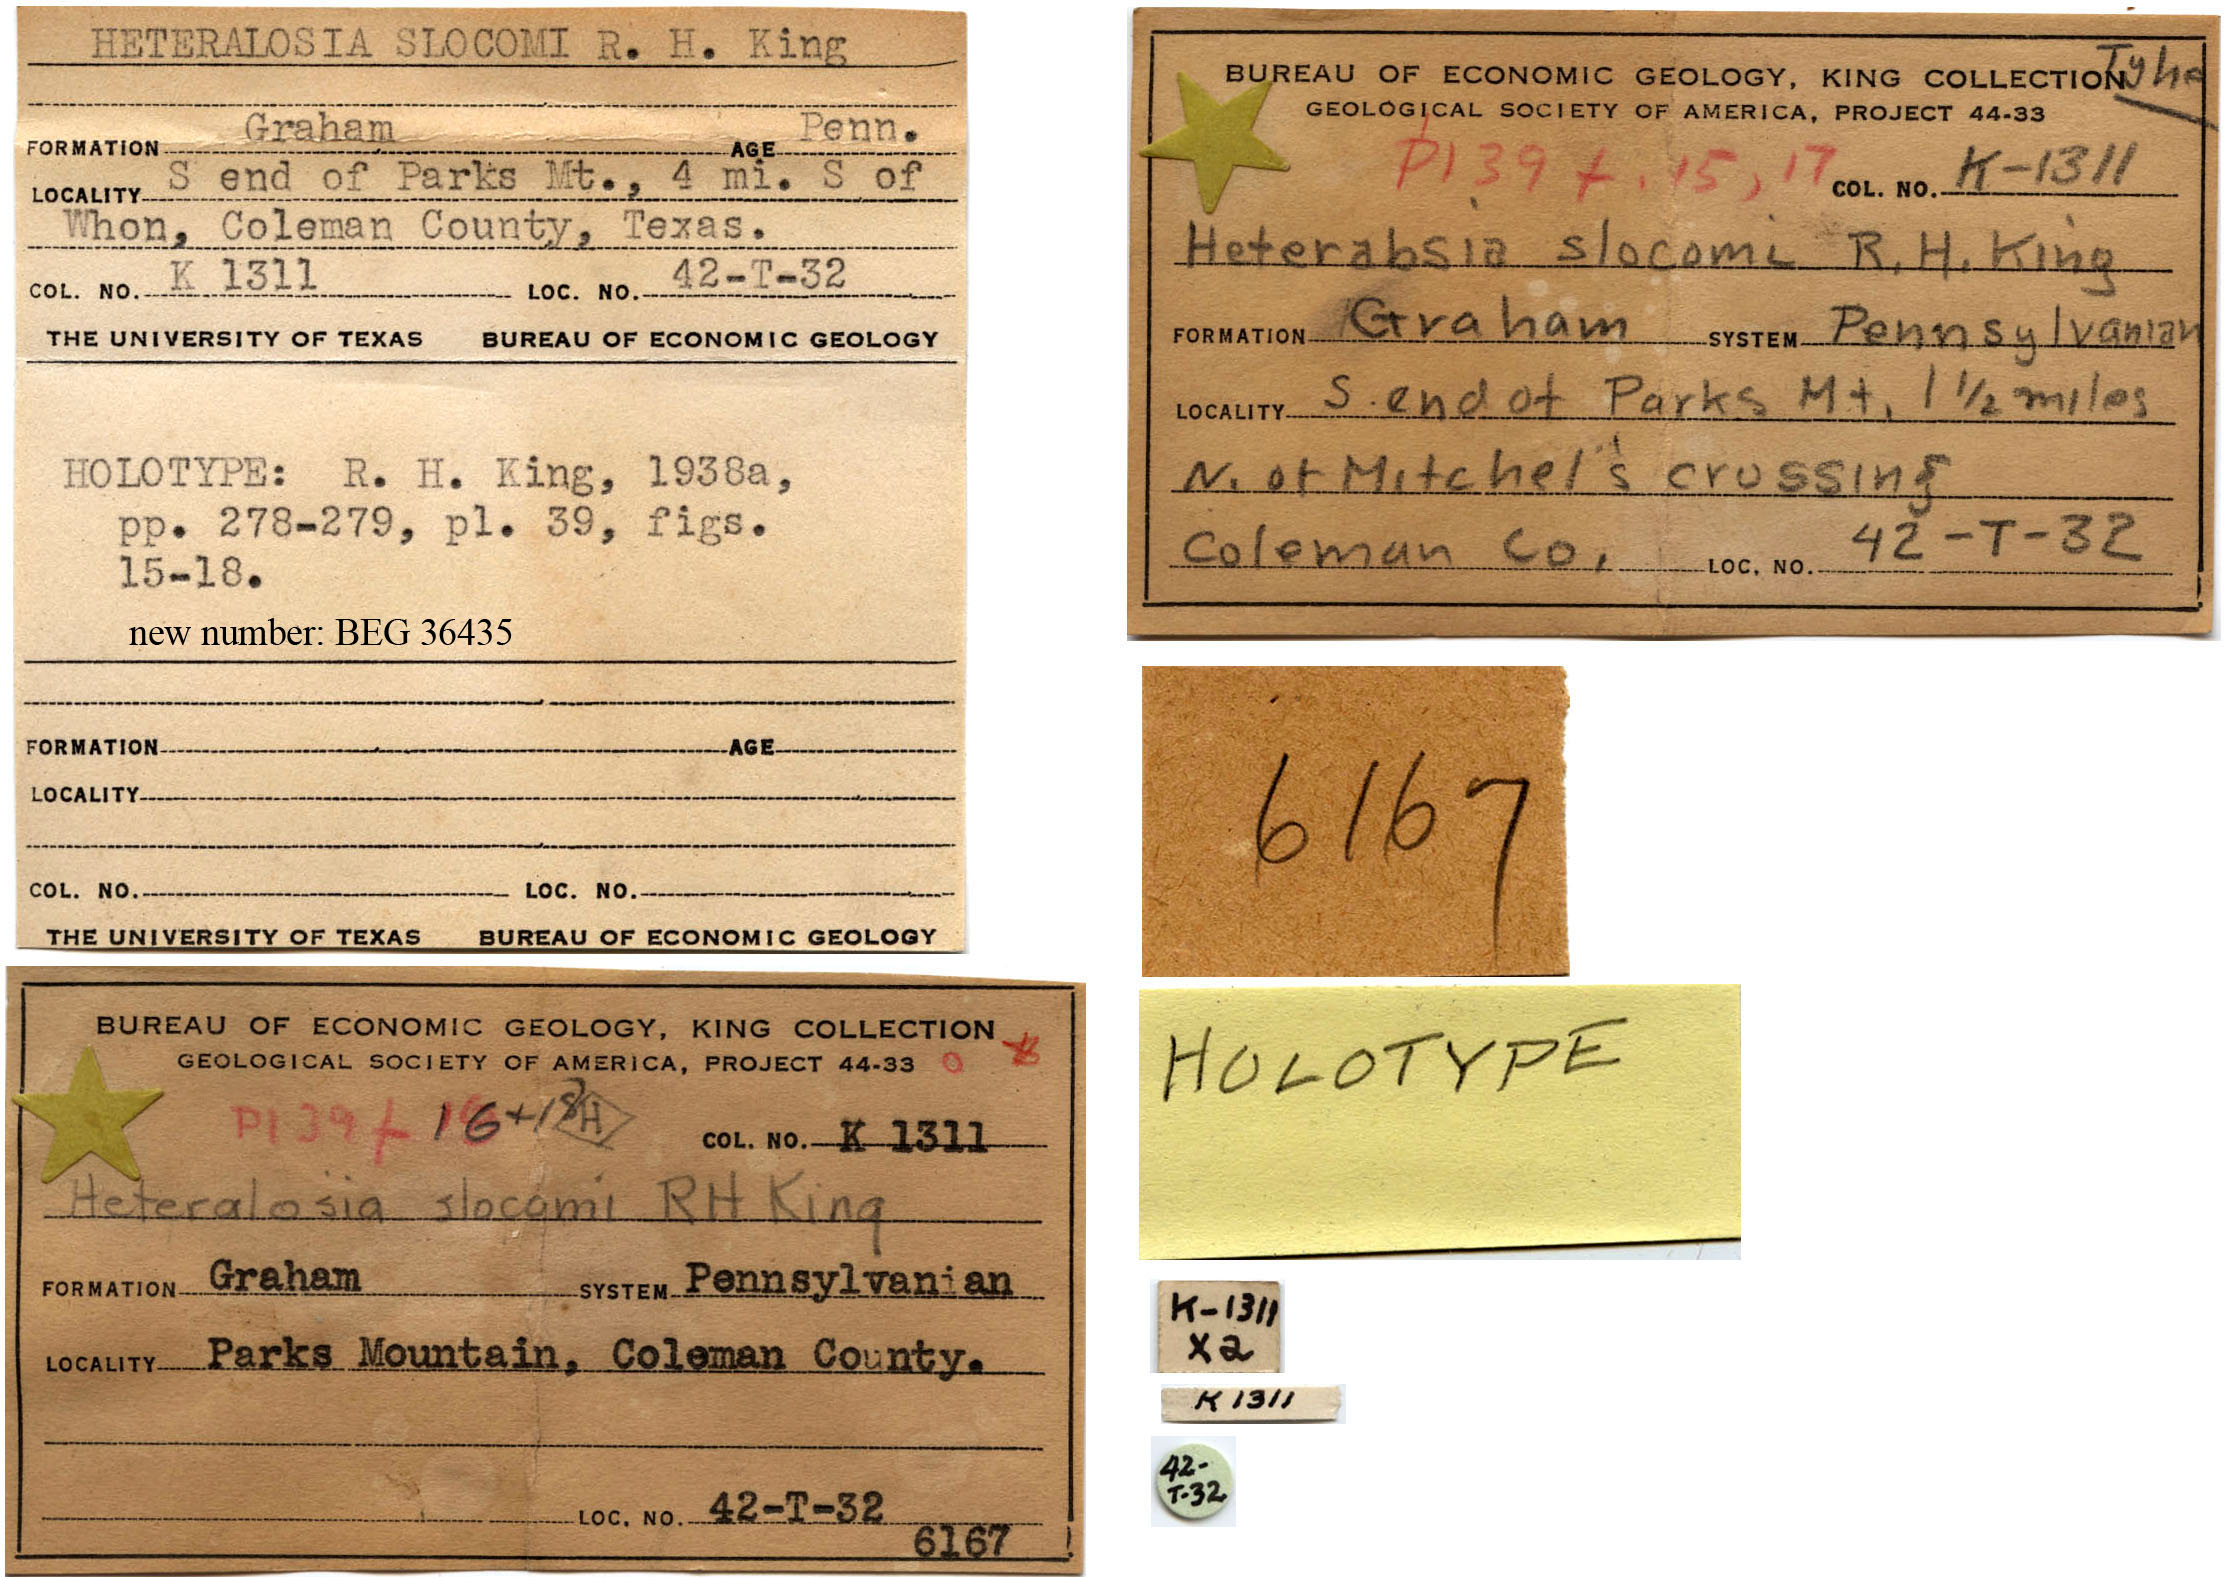 HETERALOSIA SLOCOMI R. H. King
FORMATION Graham AGE Penn.
LOCALITY S end of Parks Mt., 4 mi. S of
Whon, Coleman County, Texas.
COL. NO. K 1311 LOC. NO. 42-T-32
THE UNIVERSITY OF TEXAS BUREAU OF ECONOMIC GEOLOGY
HOLOTYPE: R. H. King, 1938a,
pp. 278-279, pl. 39, figs.
15-18.
new number: BEG 36435
FORMATION AGE
LOCALITY
COL. NO. LOC. NO.
THE UNIVERSITY OF TEXAS BUREAU OF ECONOMIC GEOLOGY
BUREAU OF ECONOMIC GEOLOGY, KING COLLECTION
GEOLOGICAL SOCIETY OF AMERICA, PROJECT 44-33
Pl 39 f 16+18 H COL. NO. K 1311
Heteralosia slocomi RH King
FORMATION Graham SYSTEM Pennsylvanian
LOCALITY Parks Mountain, Coleman County.
LOC. NO. 42-T-32
6167
Type
BUREAU OF ECONOMIC GEOLOGY, KING COLLECTION
GEOLOGICAL SOCIETY OF AMERICA, PROJECT 44-33
Pl 39 f. 15, 17 COL. NO. K-1311
Heteralosia slocomi R. H. King
FORMATION Graham SYSTEM Pennsylvanian
LOCALITY S. end of Parks Mt. 1 1/2 miles
N. of Mitchel's crossing
Coleman Co. LOC. NO. 42-T-32
6167
HOLOTYPE
K-1311
X2
K 1311
42-
T-32